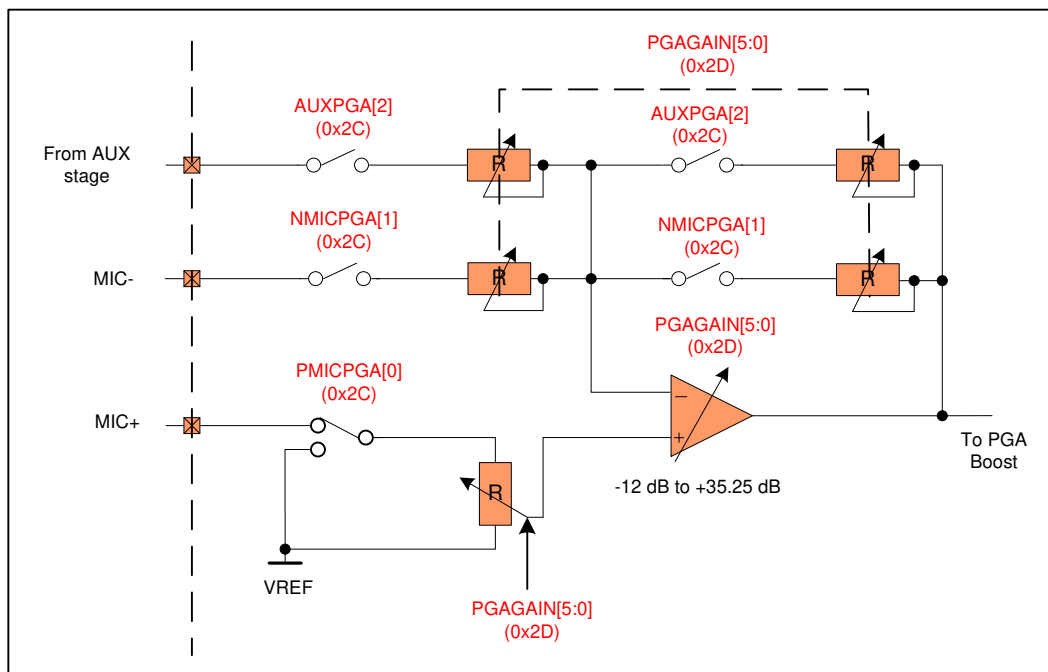 PGAGAIN[5:0]
(0x2D)
AUXPGA[2]
(0x2C)
AUXPGA[2]
(0x2C)
From AUX
stage
R
R
NMICPGA[1]
(0x2C)
NMICPGA[1]
(0x2C)
MIC-
R
R
PGAGAIN[5:0]
(0x2D)
PMICPGA[0]
(0x2C)
MIC+
−
+
To PGA
Boost
R
-12 dB to +35.25 dB
VREF
PGAGAIN[5:0]
(0x2D)